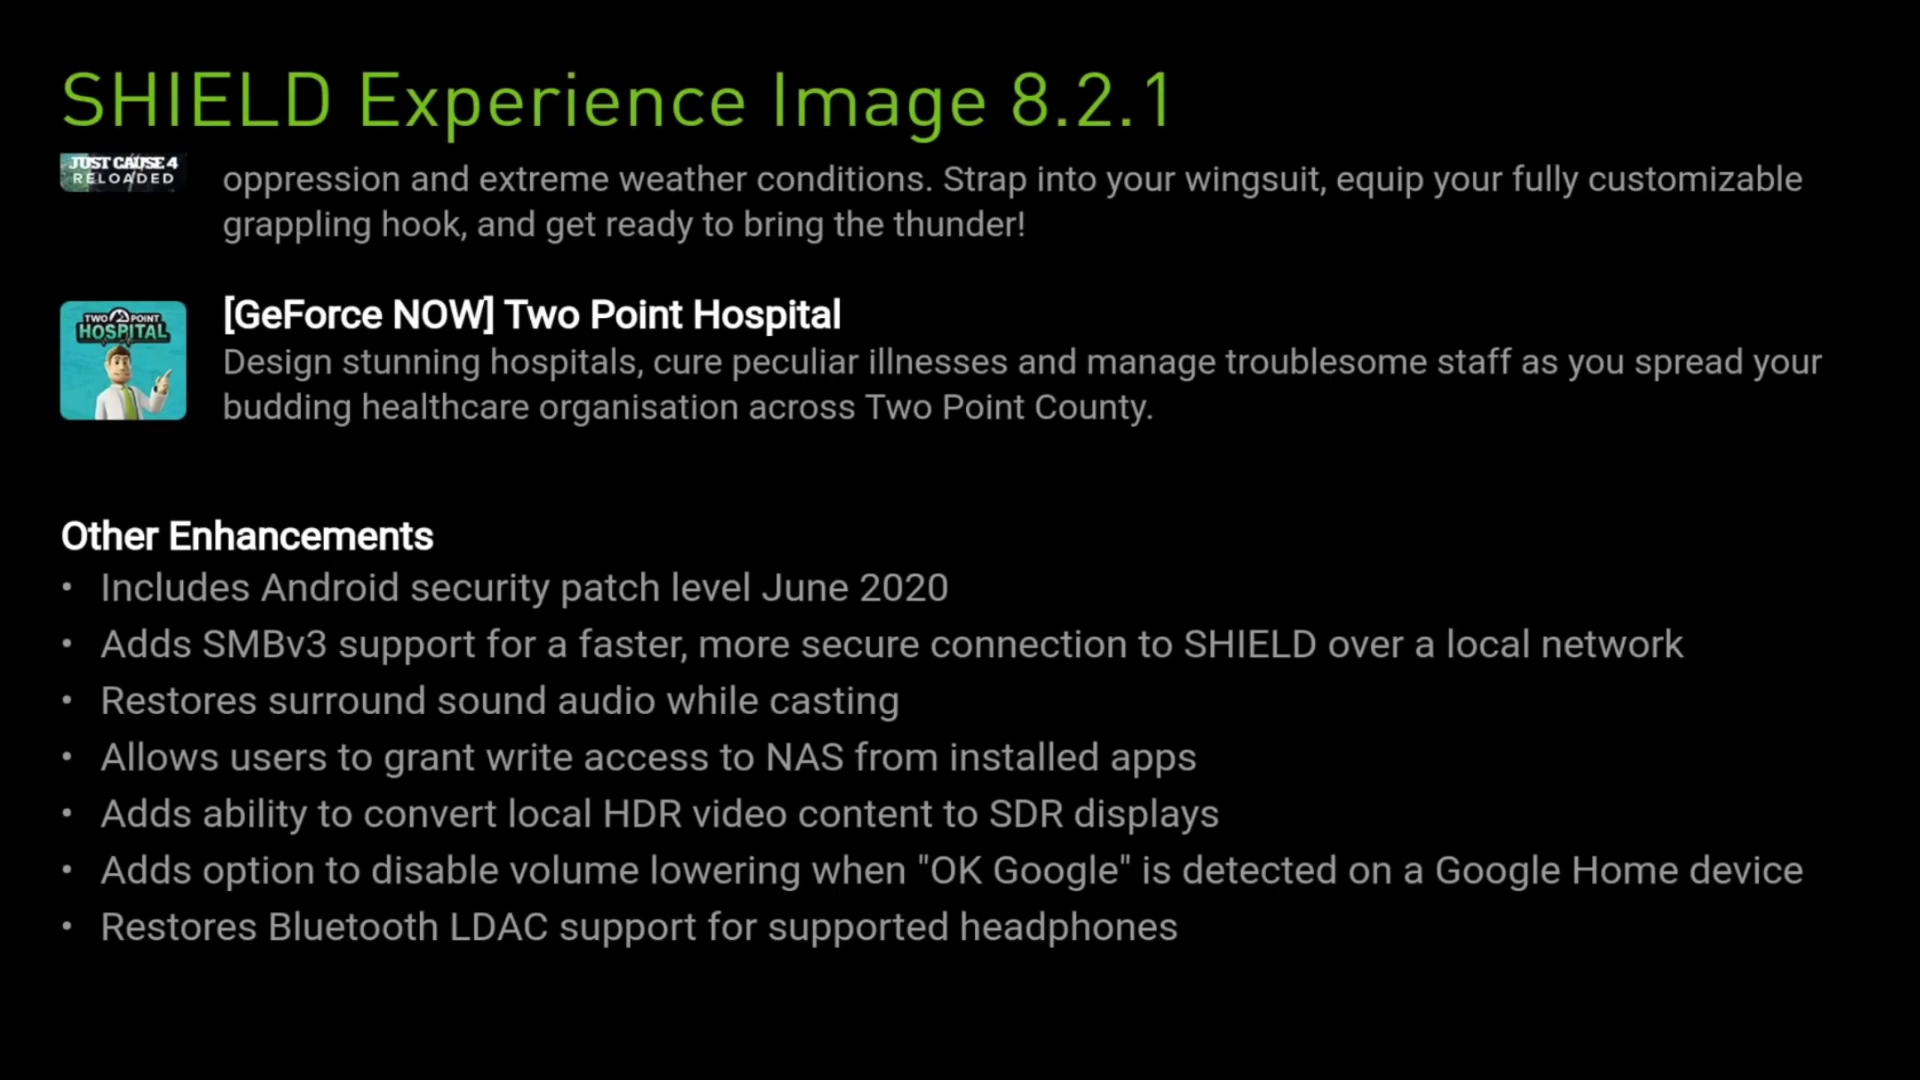 SHIELD Experience Image 8.2.1
JUST CAUSE 4
RELOADED
oppression and extreme weather conditions. Strap into your wingsuit, equip your fully customizable
grappling hook, and get ready to bring the thunder!
TWO POINT
HOSPITAL
[GeForce NOW] Two Point Hospital
Design stunning hospitals, cure peculiar illnesses and manage troublesome staff as you spread your
budding healthcare organisation across Two Point County.
Other Enhancements
• Includes Android security patch level June 2020
• Adds SMBv3 support for a faster, more secure connection to SHIELD over a local network
• Restores surround sound audio while casting
• Allows users to grant write access to NAS from installed apps
• Adds ability to convert local HDR video content to SDR displays
• Adds option to disable volume lowering when "OK Google" is detected on a Google Home device
• Restores Bluetooth LDAC support for supported headphones